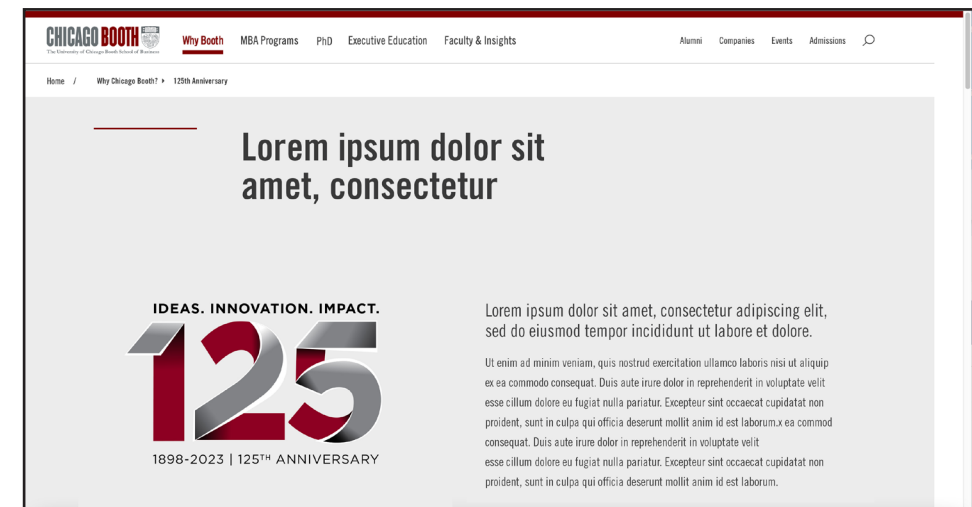 CHICAGO BOOTH
The University of Chicago Booth School of Business
Why Booth MBA Programs PhD Executive Education Faculty & Insights
Alumni Companies Events Admissions
Home / Why Chicago Booth? 125th Anniversary
Lorem ipsum dolor sit
amet, consectetur
IDEAS. INNOVATION. IMPACT.
125
1898-2023 | 125TH ANNIVERSARY
Lorem ipsum dolor sit amet, consectetur adipiscing elit,
sed do eiusmod tempor incididunt ut labore et dolore.
Ut enim ad minim veniam, quis nostrud exercitation ullamco laboris nisi ut aliquip
ex ea commodo consequat. Duis aute irure dolor in reprehenderit in voluptate velit
esse cillum dolore eu fugiat nulla pariatur. Excepteur sint occaecat cupidatat non
proident, sunt in culpa qui officia deserunt mollit anim id est laborum.x ea commod
consequat. Duis aute irure dolor in reprehenderit in voluptate velit
esse cillum dolore eu fugiat nulla pariatur. Excepteur sint occaecat cupidatat non
proident, sunt in culpa qui officia deserunt mollit anim id est laborum.